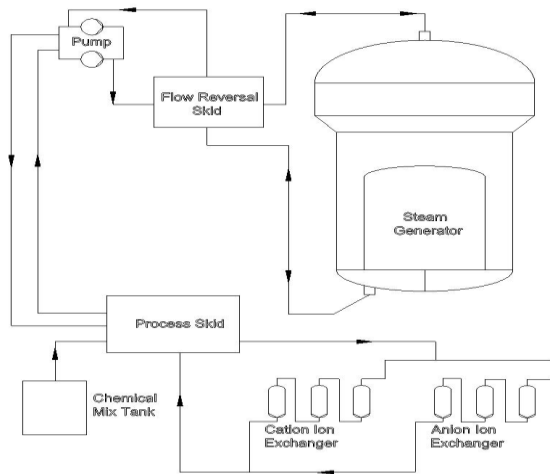 Pump
Flow Reversal
Skid
Steam
Generator
Process Skid
Chemical
Mix Tank
Cation Ion
Exchanger
Anion Ion
Exchanger